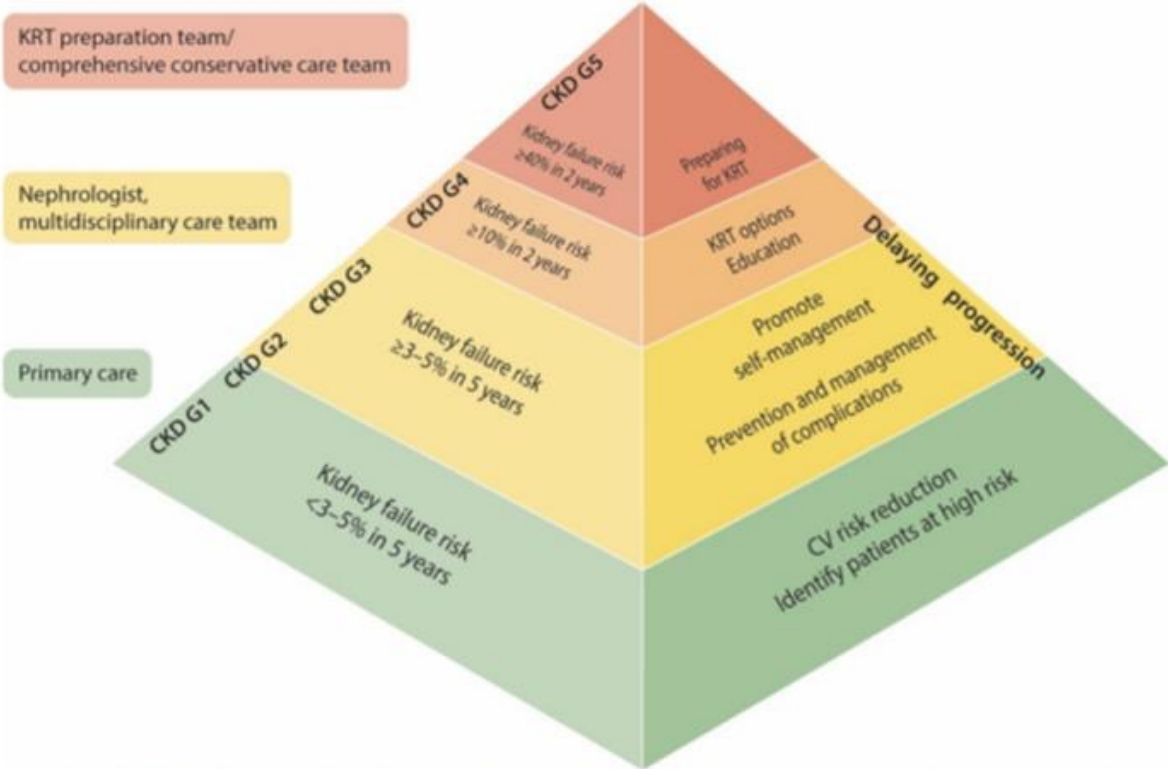 KRT preparation team/
comprehensive conservative care team
Nephrologist,
multidisciplinary care team
Primary care
CKD G5
CKD G4
CKD G3
CKD G2
CKD G1
Kidney failure risk
≥40% in 2 years
Kidney failure risk
≥10% in 2 years
Kidney failure risk
≥3–5% in 5 years
Kidney failure risk
<3–5% in 5 years
Preparing
for KRT
KRT options
Education
Promote
self-management
Prevention and management
of complications
CV risk reduction
Identify patients at high risk
Delaying progression